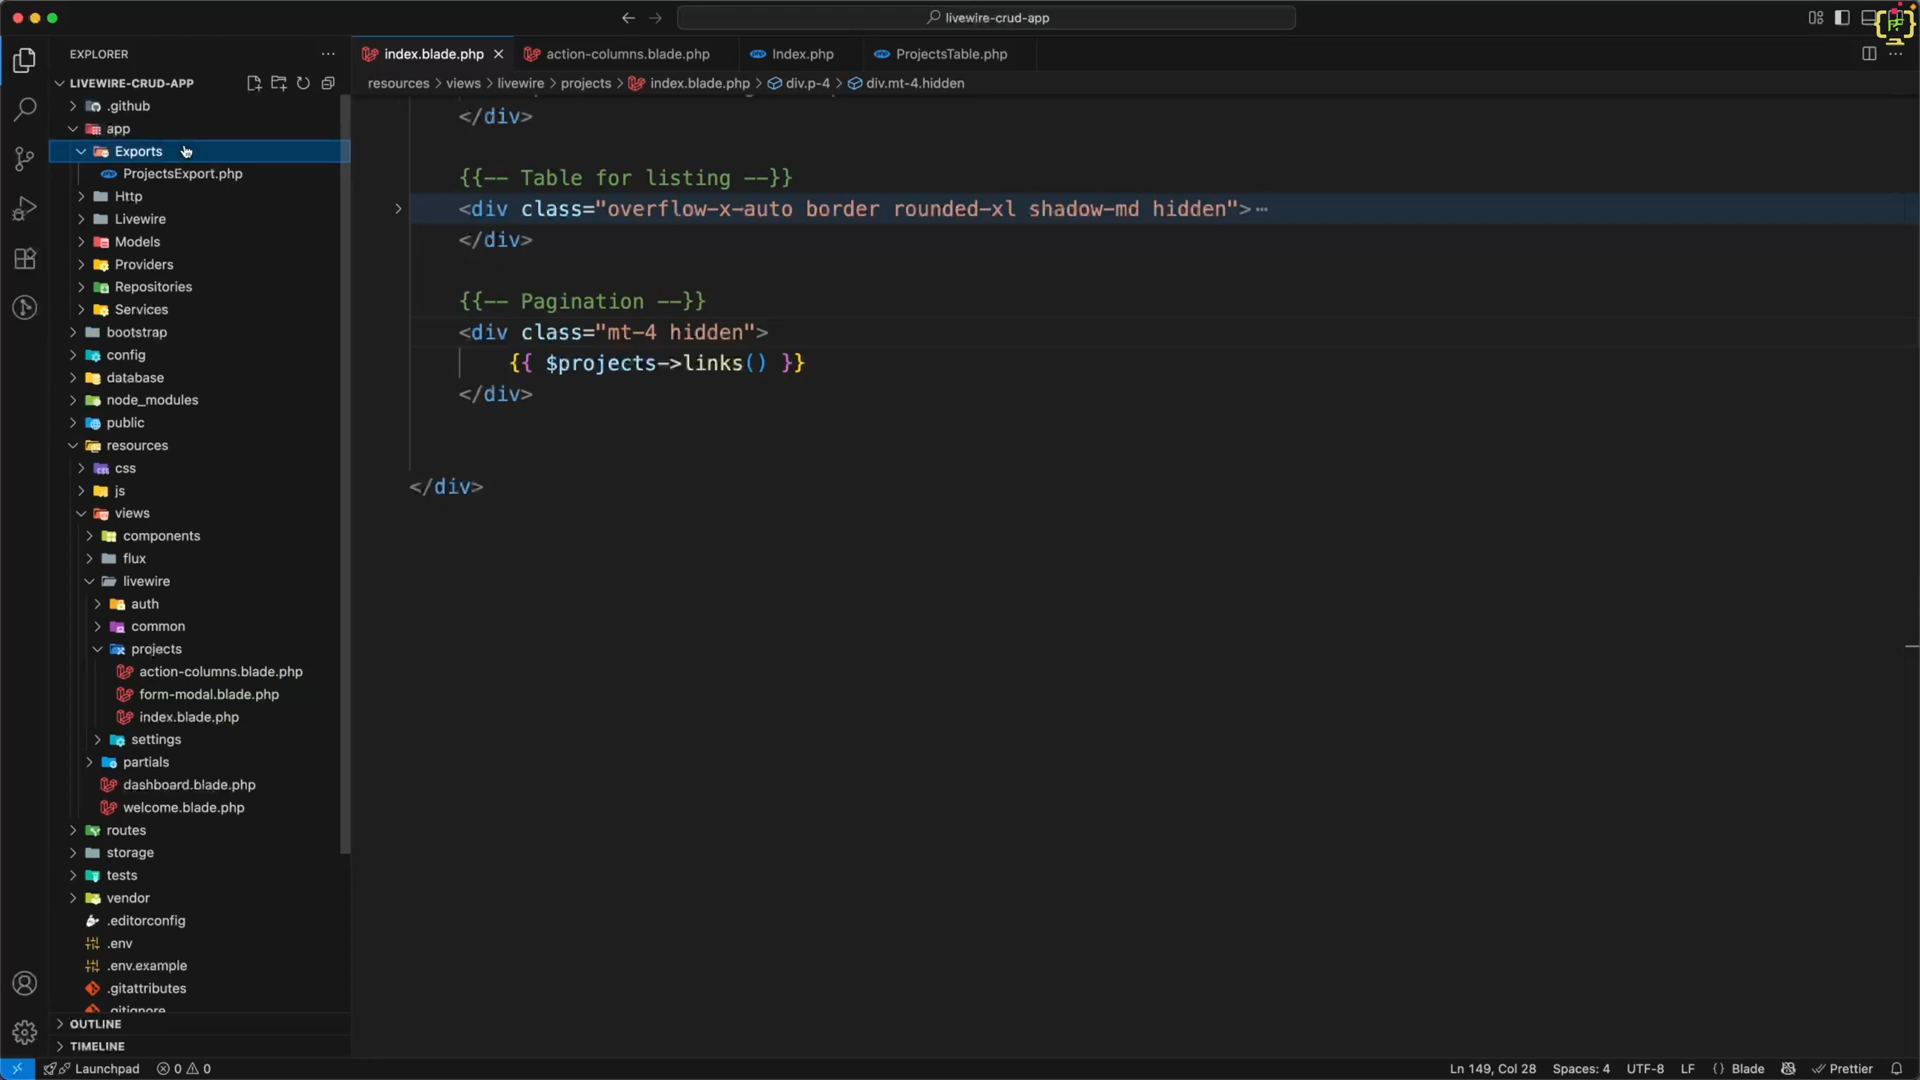 livewire-crud-app
EXPLORER
LIVEWIRE-CRUD-APP
.github
app
Exports
ProjectsExport.php
Http
Livewire
Models
Providers
Repositories
Services
bootstrap
config
database
node_modules
public
resources
css
js
views
components
flux
livewire
auth
common
projects
action-columns.blade.php
form-modal.blade.php
index.blade.php
settings
partials
dashboard.blade.php
welcome.blade.php
routes
storage
tests
vendor
.editorconfig
.env
.env.example
.gitattributes
.gitignore
OUTLINE
TIMELINE
index.blade.php
action-columns.blade.php
Index.php
ProjectsTable.php
resources > views > livewire > projects > index.blade.php > div.p-4 > div.mt-4.hidden
</div>
{{-- Table for listing --}}
<div class="overflow-x-auto border rounded-xl shadow-md hidden">⋯
</div>
{{-- Pagination --}}
<div class="mt-4 hidden">
{{ $projects->links() }}
</div>
</div>
Launchpad 0 0
Ln 149, Col 28 Spaces: 4 UTF-8 LF {} Blade Prettier